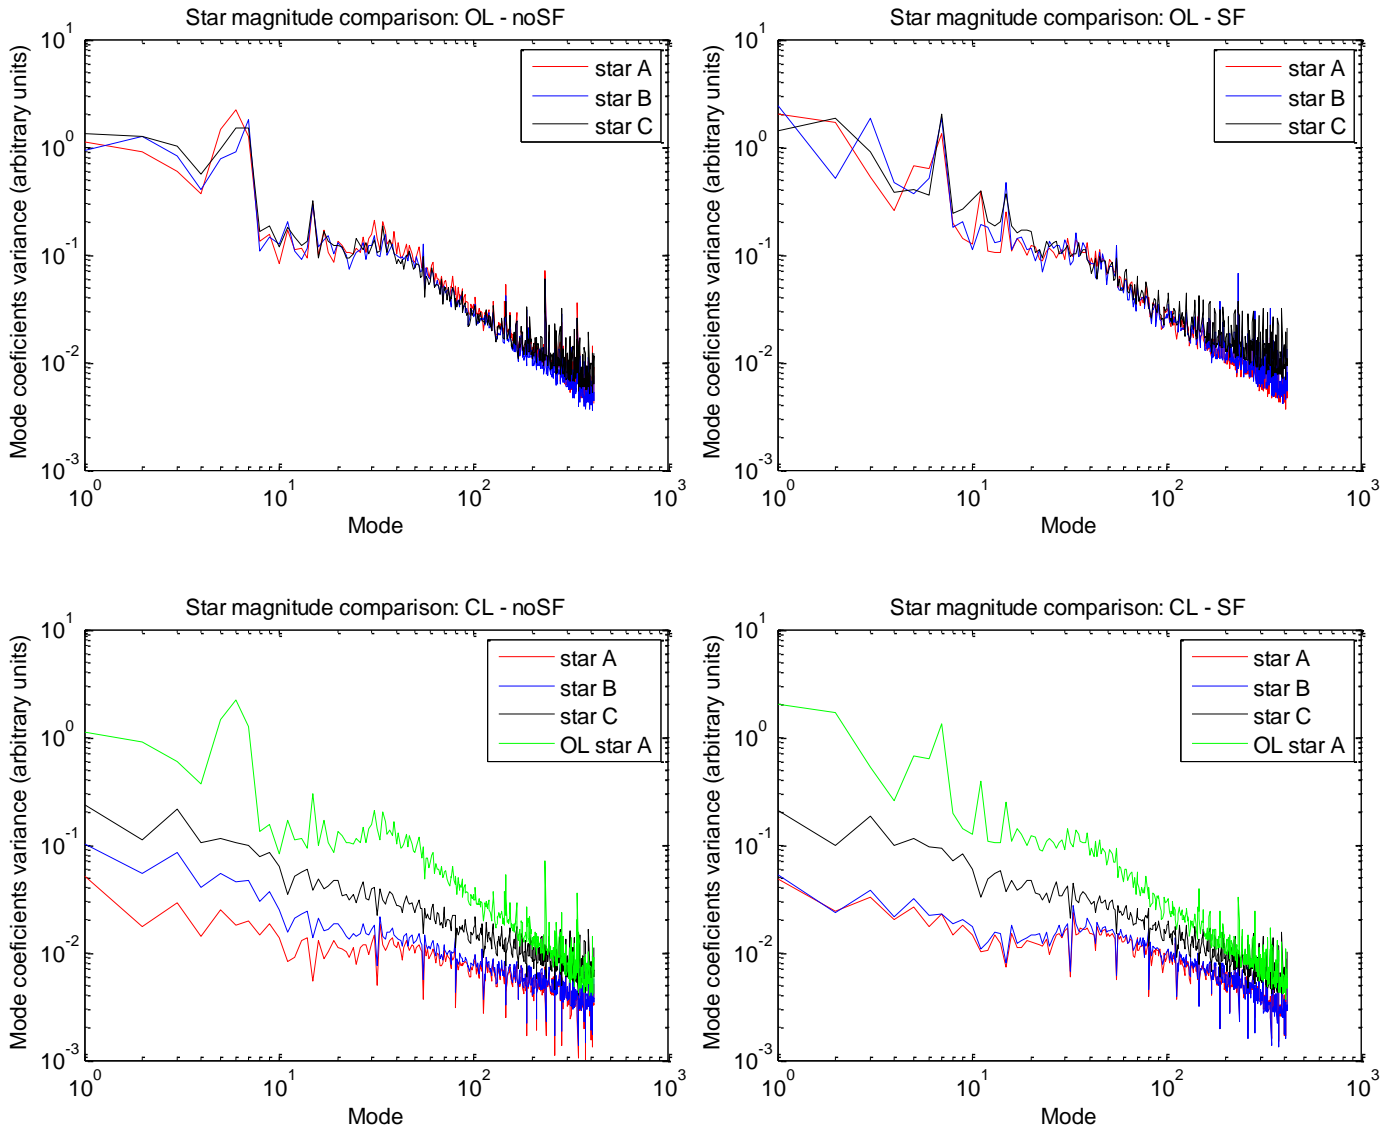 Star magnitude comparison: OL - noSF
Mode coeficients variance (arbitrary units)
10^1
10^0
10^-1
10^-2
10^-3
star A
star B
star C
10^0
10^1
10^2
10^3
Mode
Star magnitude comparison: OL - SF
Mode coeficients variance (arbitrary units)
10^1
10^0
10^-1
10^-2
10^-3
star A
star B
star C
10^0
10^1
10^2
10^3
Mode
Star magnitude comparison: CL - noSF
Mode coeficients variance (arbitrary units)
10^1
10^0
10^-1
10^-2
10^-3
star A
star B
star C
OL star A
10^0
10^1
10^2
10^3
Mode
Star magnitude comparison: CL - SF
Mode coeficients variance (arbitrary units)
10^1
10^0
10^-1
10^-2
10^-3
star A
star B
star C
OL star A
10^0
10^1
10^2
10^3
Mode